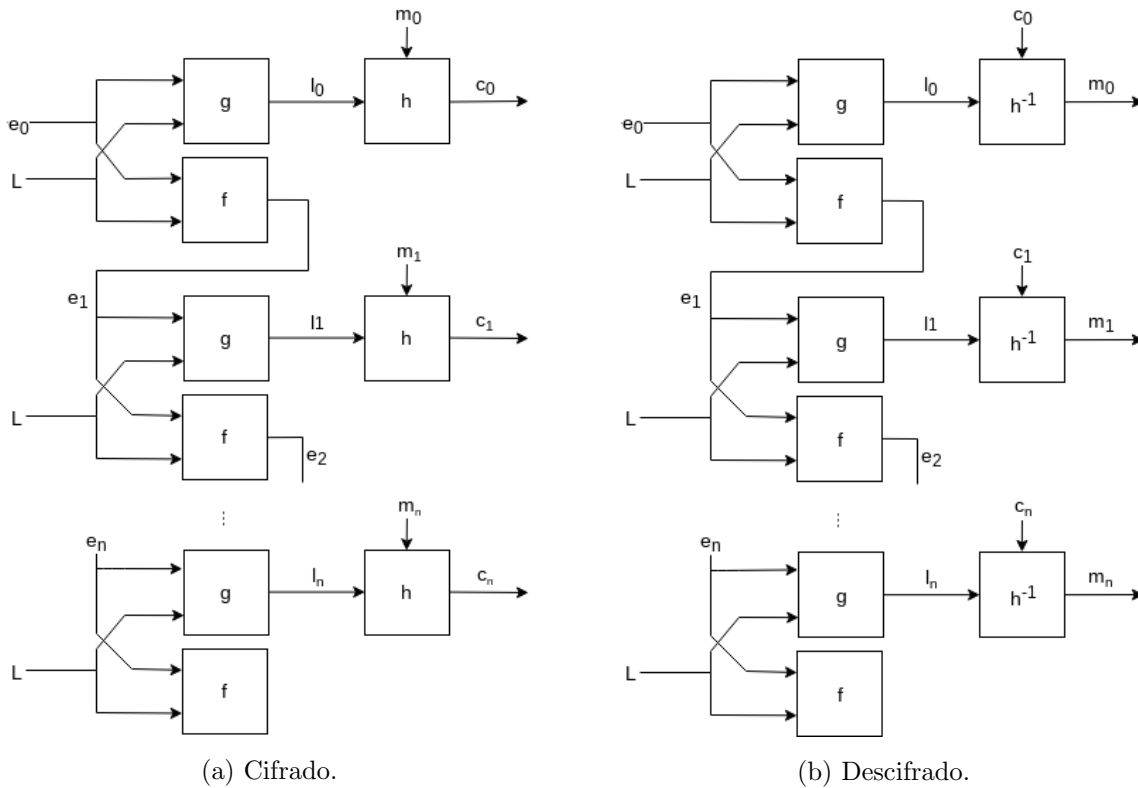 m₀
g
l₀
h
c₀
e₀
L
f
m₁
e₁
g
l1
h
c₁
L
f
e₂
⋮
mₙ
eₙ
g
lₙ
h
cₙ
L
f
(a) Cifrado.
c₀
g
l₀
h⁻¹
m₀
e₀
L
f
c₁
e₁
g
l1
h⁻¹
m₁
L
f
e₂
⋮
cₙ
eₙ
g
lₙ
h⁻¹
mₙ
L
f
(b) Descifrado.